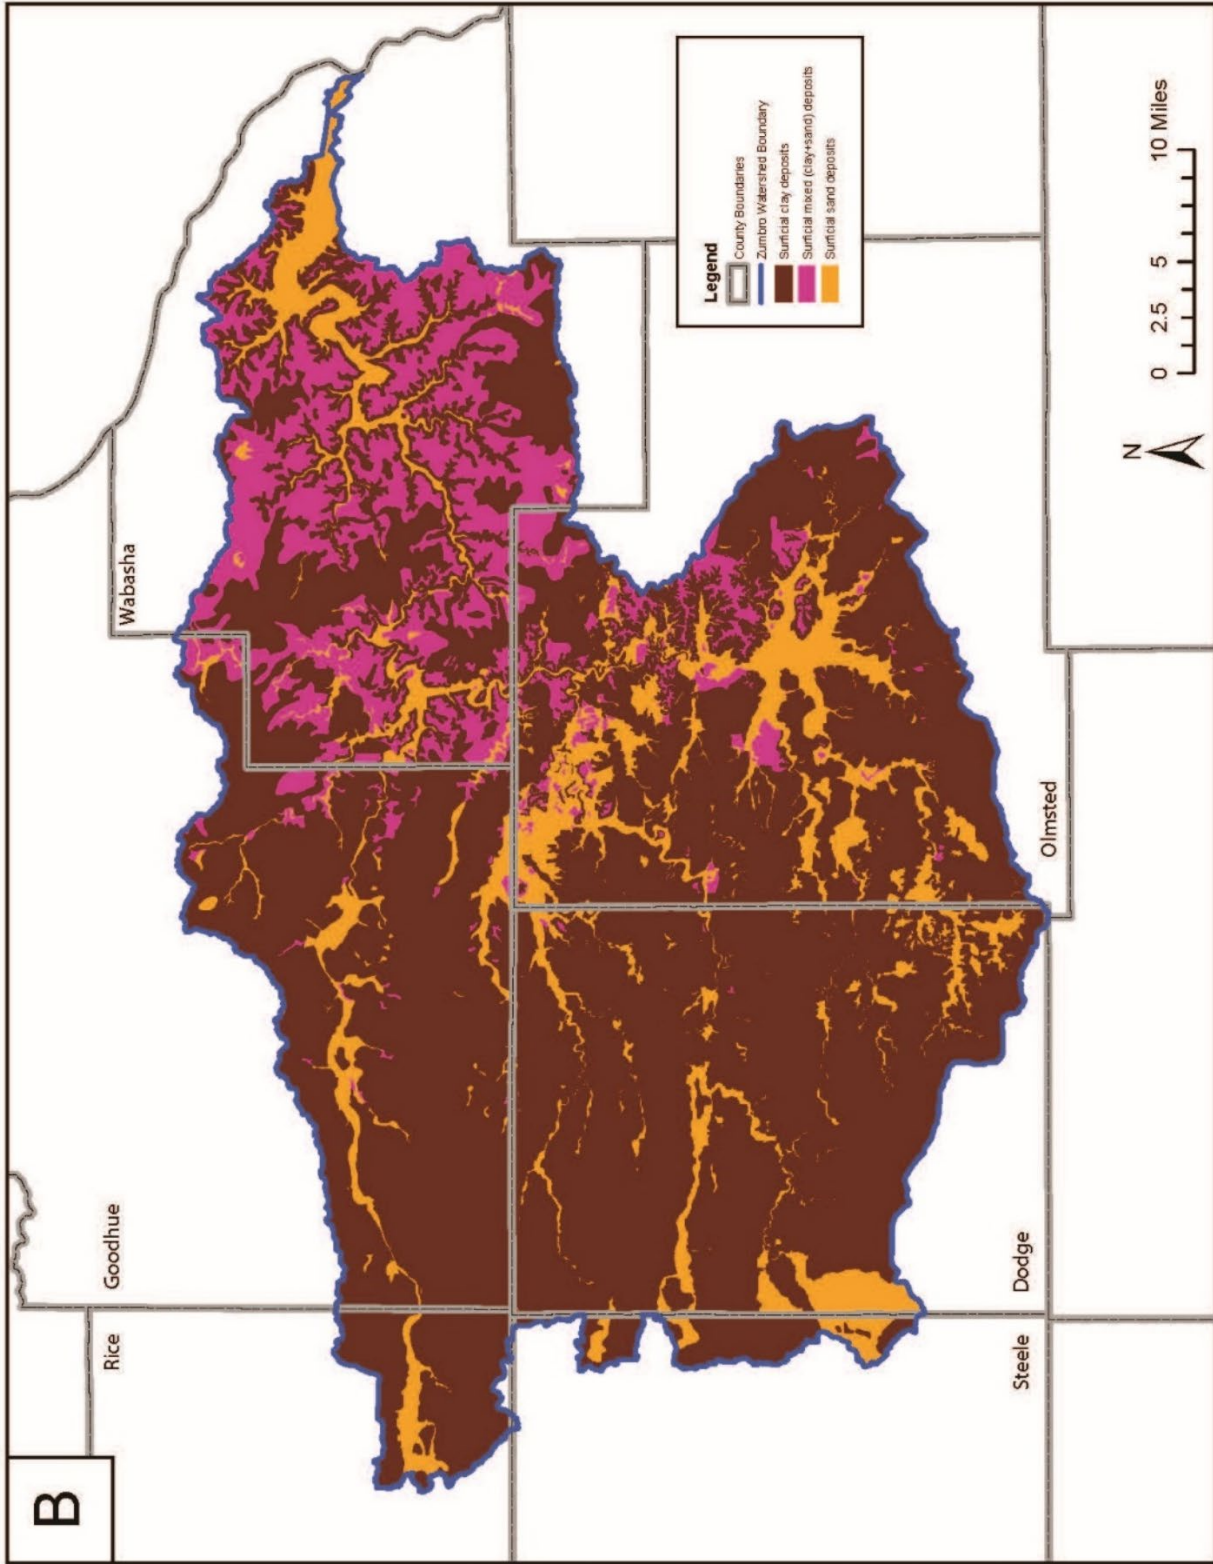 B
Rice
Goodhue
Wabasha
Steele
Dodge
Olmsted
N
0 2.5 5 10 Miles
Legend
County Boundaries
Zumbro Watershed Boundary
Surficial clay deposits
Surficial mixed (clay+sand) deposits
Surficial sand deposits